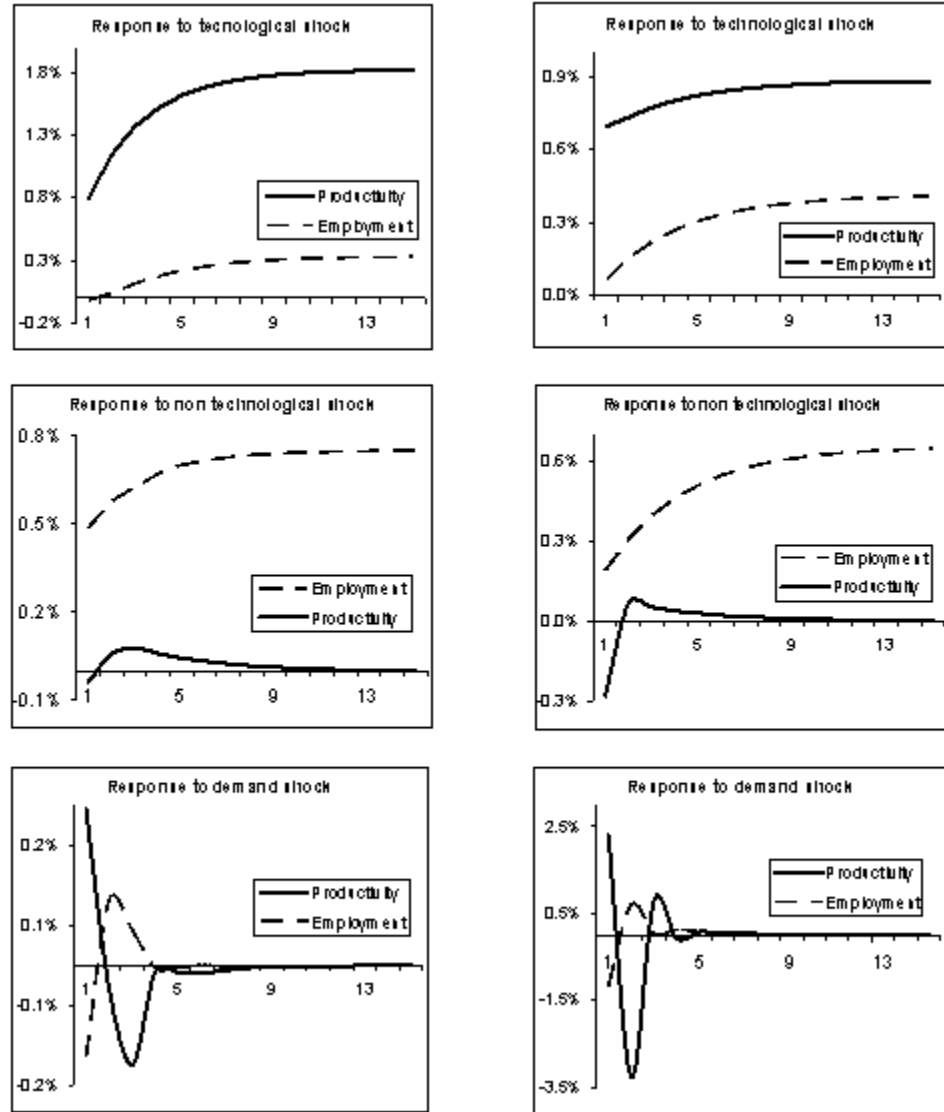 Response to tecnological shock
1.8%
1.3%
0.8%
0.3%
-0.2%
Productivity
Employment
1 5 9 13
Response to technological shock
0.9%
0.6%
0.3%
0.0%
Productivity
Employment
1 5 9 13
Response to non technological shock
0.8%
0.5%
0.2%
-0.1%
Employment
Productivity
1 5 9 13
Response to non technological shock
0.6%
0.3%
0.0%
-0.3%
Employment
Productivity
1 5 9 13
Response to demand shock
0.2%
0.1%
-0.1%
-0.2%
Productivity
Employment
1 5 9 13
Response to demand shock
2.5%
0.5%
-1.5%
-3.5%
Productivity
Employment
1 5 9 13